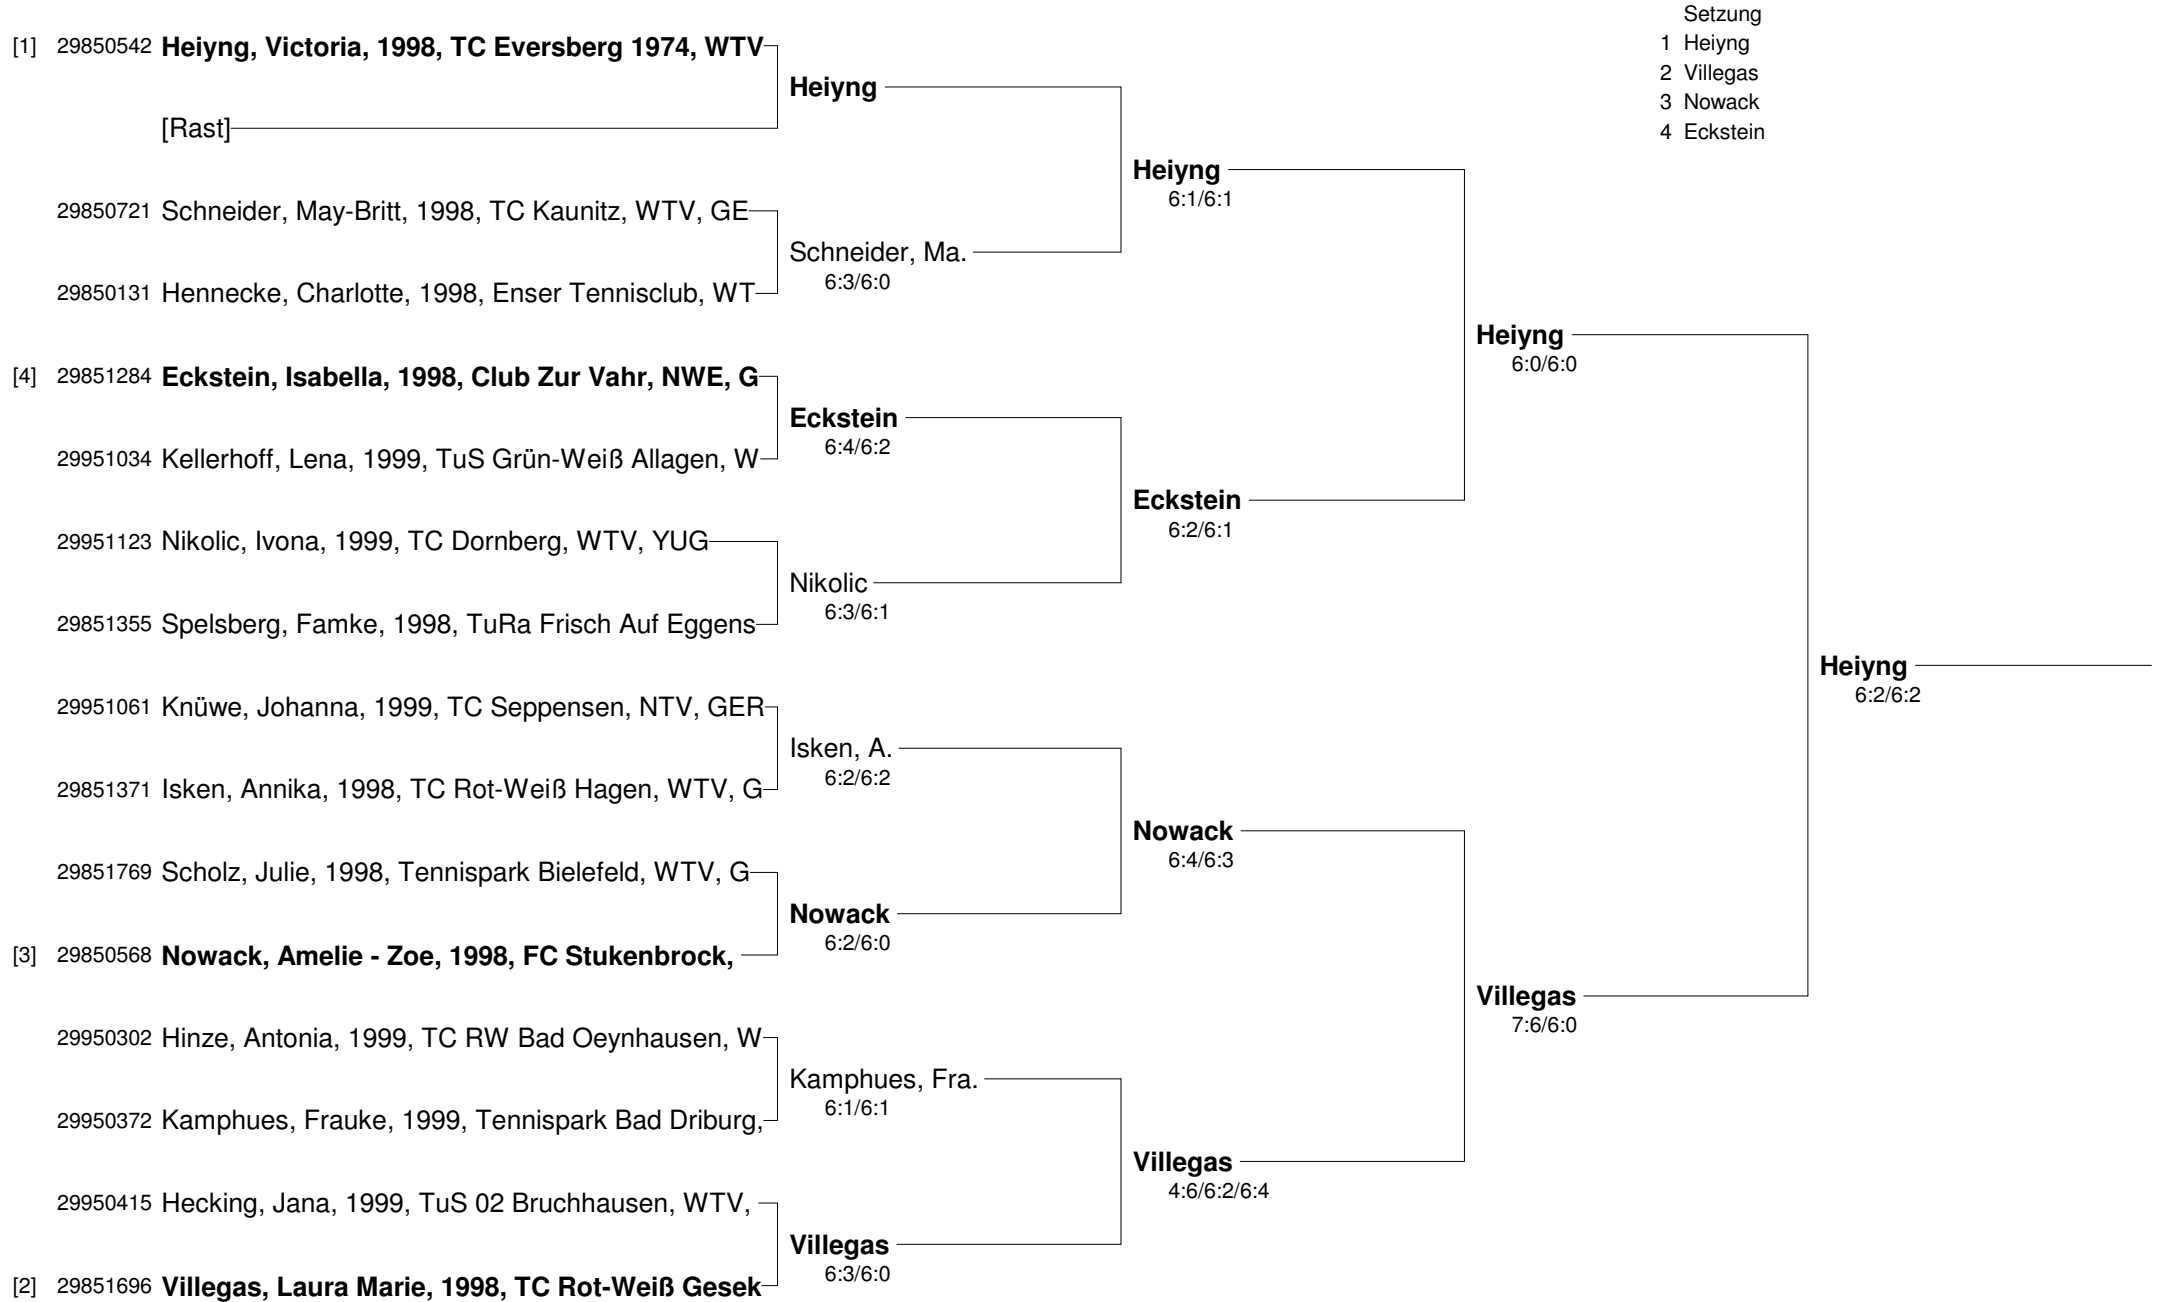 Setzung
1 Heiyng
2 Villegas
3 Nowack
4 Eckstein
[1] 29850542 Heiyng, Victoria, 1998, TC Eversberg 1974, WTV
Heiyng
[Rast]
Heiyng
6:1/6:1
29850721 Schneider, May-Britt, 1998, TC Kaunitz, WTV, GE
Schneider, Ma.
6:3/6:0
29850131 Hennecke, Charlotte, 1998, Enser Tennisclub, WT
Heiyng
6:0/6:0
[4] 29851284 Eckstein, Isabella, 1998, Club Zur Vahr, NWE, G
Eckstein
6:4/6:2
29951034 Kellerhoff, Lena, 1999, TuS Grün-Weiß Allagen, W
Eckstein
6:2/6:1
29951123 Nikolic, Ivona, 1999, TC Dornberg, WTV, YUG
Nikolic
6:3/6:1
29851355 Spelsberg, Famke, 1998, TuRa Frisch Auf Eggens
Heiyng
6:2/6:2
29951061 Knüwe, Johanna, 1999, TC Seppensen, NTV, GER
Isken, A.
6:2/6:2
29851371 Isken, Annika, 1998, TC Rot-Weiß Hagen, WTV, G
Nowack
6:4/6:3
29851769 Scholz, Julie, 1998, Tennispark Bielefeld, WTV, G
Nowack
6:2/6:0
[3] 29850568 Nowack, Amelie - Zoe, 1998, FC Stukenbrock,
Villegas
7:6/6:0
29950302 Hinze, Antonia, 1999, TC RW Bad Oeynhausen, W
Kamphues, Fra.
6:1/6:1
29950372 Kamphues, Frauke, 1999, Tennispark Bad Driburg,
Villegas
4:6/6:2/6:4
29950415 Hecking, Jana, 1999, TuS 02 Bruchhausen, WTV,
Villegas
6:3/6:0
[2] 29851696 Villegas, Laura Marie, 1998, TC Rot-Weiß Gesek